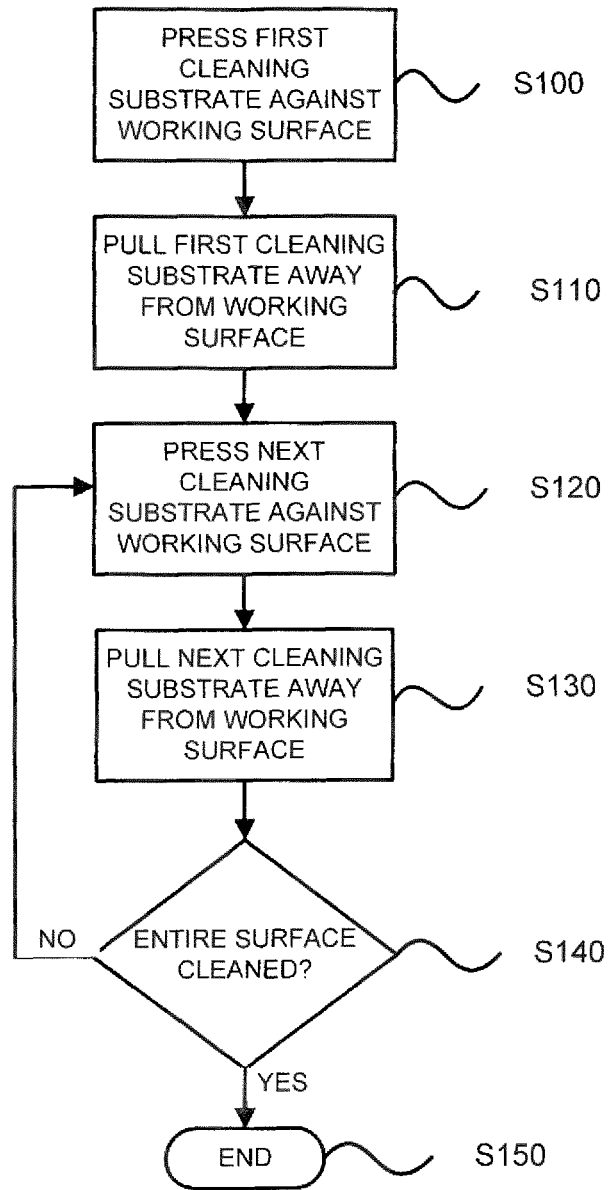 PRESS FIRST
CLEANING
SUBSTRATE AGAINST
WORKING SURFACE
S100
PULL FIRST CLEANING
SUBSTRATE AWAY
FROM WORKING
SURFACE
S110
PRESS NEXT
CLEANING
SUBSTRATE AGAINST
WORKING SURFACE
S120
PULL NEXT CLEANING
SUBSTRATE AWAY
FROM WORKING
SURFACE
S130
ENTIRE SURFACE
CLEANED?
S140
NO
YES
END
S150